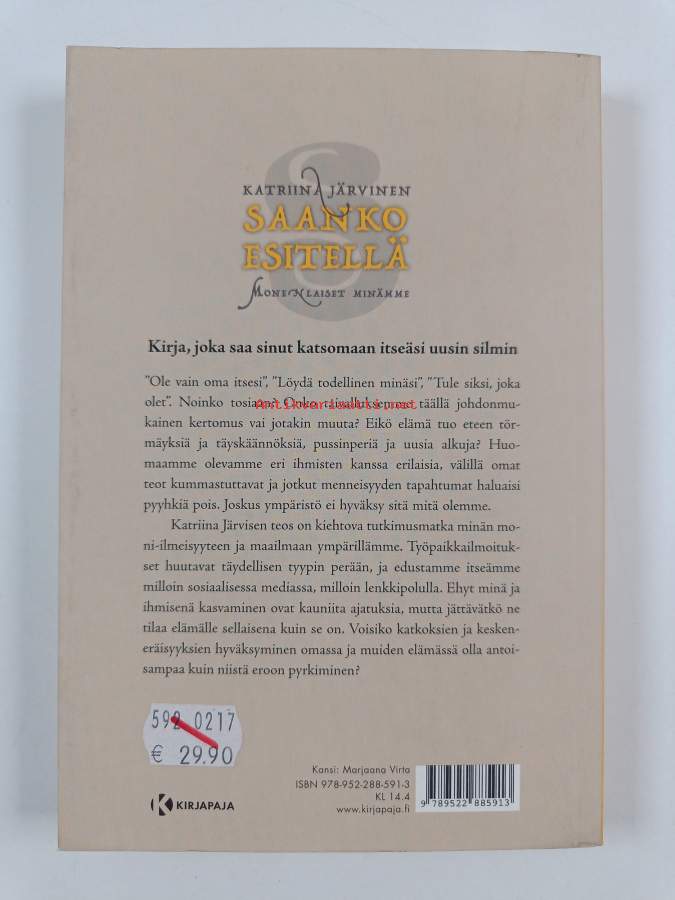 KATRIINA JÄRVINEN
SAANKO
ESITELLÄ
MONENLAISET MINÄMME
Kirja, joka saa sinut katsomaan itseäsi uusin silmin
"Ole vain oma itsesi", "Löydä todellinen minäsi", "Tule siksi, joka
olet". Noinko tosiaan? Onko taivalluksemme täällä johdonmu-
Antikvariaatti.net
kainen kertomus vai jotakin muuta? Eikö elämä tuo eteen tör-
mäyksiä ja täyskäännöksiä, pussinperiä ja uusia alkuja? Huo-
maamme olevamme eri ihmisten kanssa erilaisia, välillä omat
teot kummastuttavat ja jotkut menneisyyden tapahtumat haluaisi
pyyhkiä pois. Joskus ympäristö ei hyväksy sitä mitä olemme.
Katriina Järvisen teos on kiehtova tutkimusmatka minän mo-
ni-ilmeisyyteen ja maailmaan ympärillämme. Työpaikkailmoituk-
set huutavat täydellisen tyypin perään, ja edustamme itseämme
milloin sosiaalisessa mediassa, milloin lenkkipolulla. Ehyt minä ja
ihmisenä kasvaminen ovat kauniita ajatuksia, mutta jättävätkö ne
tilaa elämälle sellaisena kuin se on. Voisiko katkoksien ja kesken-
eräisyyksien hyväksyminen omassa ja muiden elämässä olla antoi-
sampaa kuin niistä eroon pyrkiminen?
592 0217
€ 29.90
KIRJAPAJA
Kansi: Marjaana Virta
ISBN 978-952-288-591-3
KL 14.4
www.kirjapaja.fi
9 789522 885913